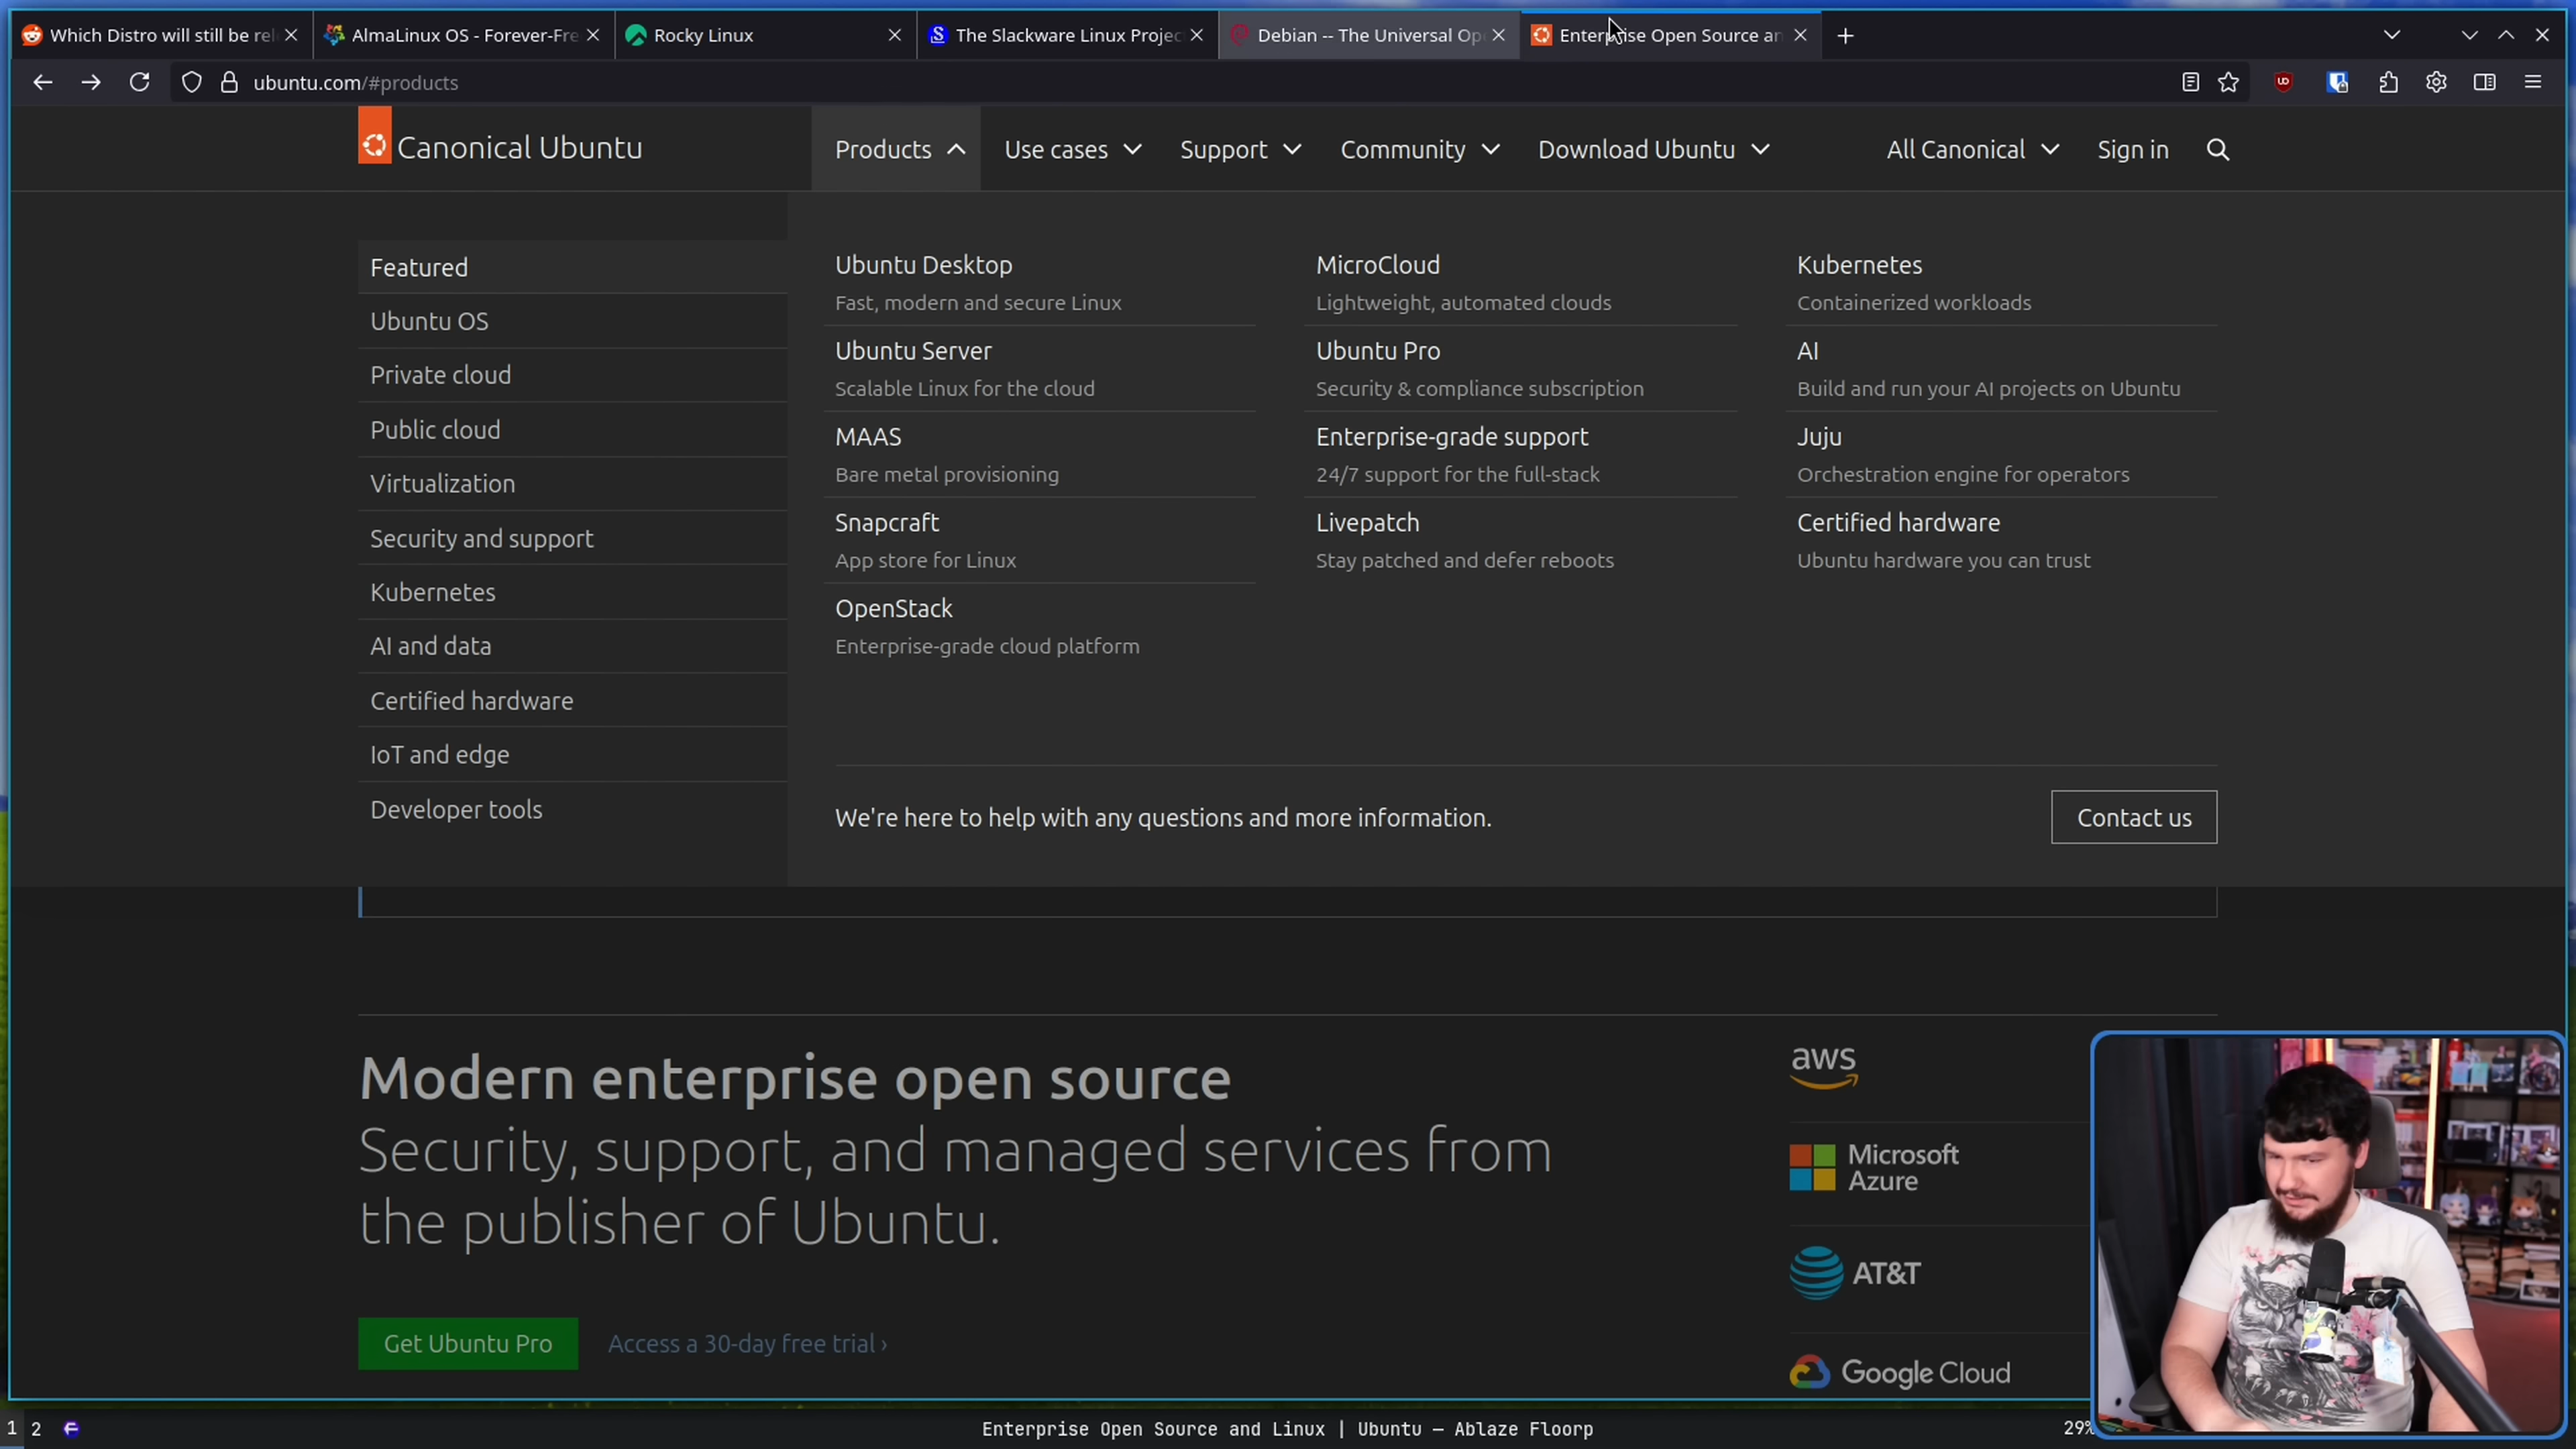 Which Distro will still be rel
AlmaLinux OS - Forever-Fre
Rocky Linux
The Slackware Linux Projec
Debian -- The Universal Op
Enterprise Open Source an
ubuntu.com/#products
Canonical Ubuntu
Products
Use cases
Support
Community
Download Ubuntu
All Canonical
Sign in
Featured
Ubuntu OS
Private cloud
Public cloud
Virtualization
Security and support
Kubernetes
AI and data
Certified hardware
IoT and edge
Developer tools
Ubuntu Desktop
Fast, modern and secure Linux
Ubuntu Server
Scalable Linux for the cloud
MAAS
Bare metal provisioning
Snapcraft
App store for Linux
OpenStack
Enterprise-grade cloud platform
MicroCloud
Lightweight, automated clouds
Ubuntu Pro
Security & compliance subscription
Enterprise-grade support
24/7 support for the full-stack
Livepatch
Stay patched and defer reboots
Kubernetes
Containerized workloads
AI
Build and run your AI projects on Ubuntu
Juju
Orchestration engine for operators
Certified hardware
Ubuntu hardware you can trust
We're here to help with any questions and more information.
Contact us
Modern enterprise open source
Security, support, and managed services from
the publisher of Ubuntu.
Get Ubuntu Pro
Access a 30-day free trial ›
aws
Microsoft
Azure
AT&T
Google Cloud
1 2
Enterprise Open Source and Linux | Ubuntu — Ablaze Floorp
29%